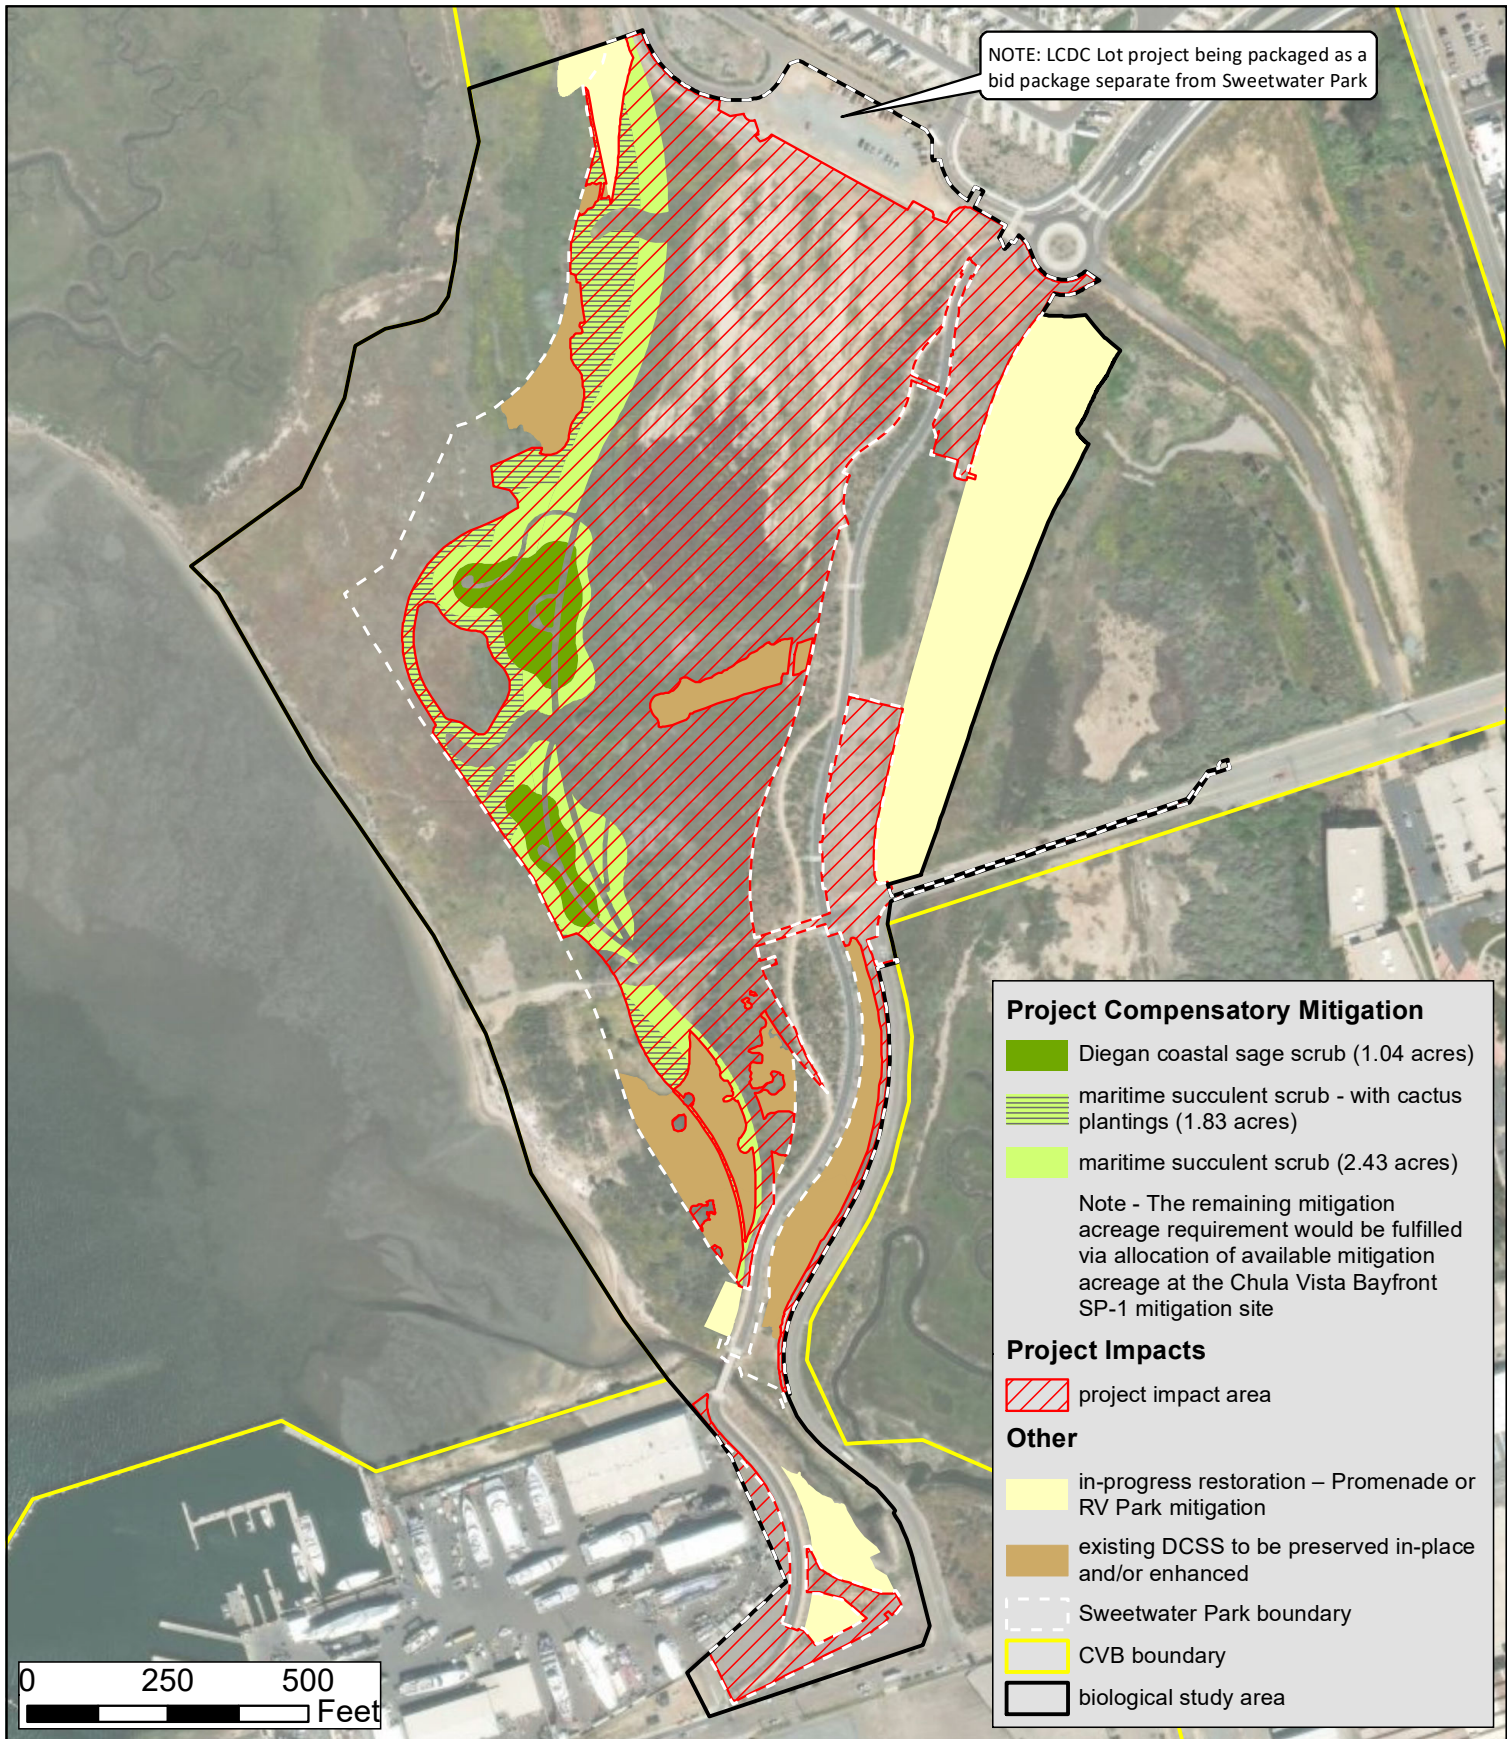 NOTE: LCDC Lot project being packaged as a
bid package separate from Sweetwater Park
Project Compensatory Mitigation
Diegan coastal sage scrub (1.04 acres)
maritime succulent scrub - with cactus
plantings (1.83 acres)
maritime succulent scrub (2.43 acres)
Note - The remaining mitigation
acreage requirement would be fulfilled
via allocation of available mitigation
acreage at the Chula Vista Bayfront
SP-1 mitigation site
Project Impacts
project impact area
Other
in-progress restoration – Promenade or
RV Park mitigation
existing DCSS to be preserved in-place
and/or enhanced
Sweetwater Park boundary
CVB boundary
biological study area
0 250 500
Feet